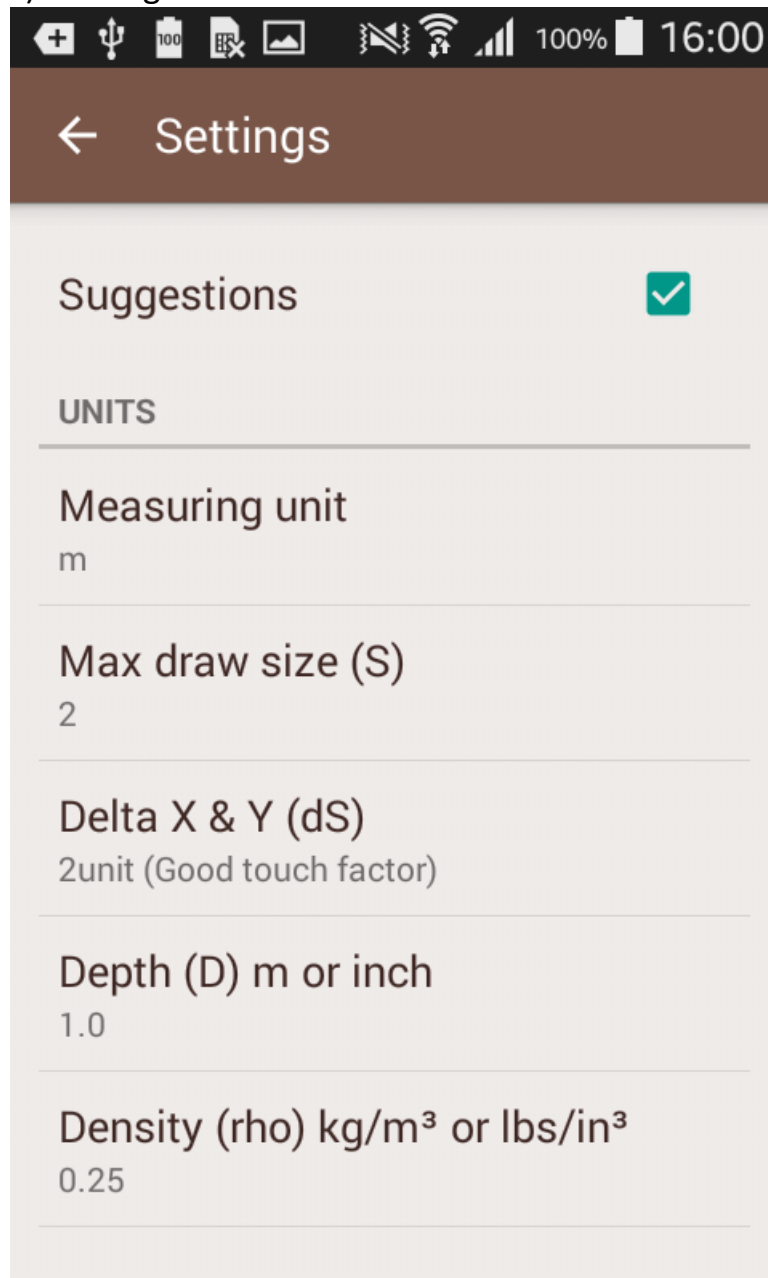 100 100% 16:00
Settings
Suggestions
UNITS
Measuring unit
m
Max draw size (S)
2
Delta X & Y (dS)
2unit (Good touch factor)
Depth (D) m or inch
1.0
Density (rho) kg/m³ or lbs/in³
0.25